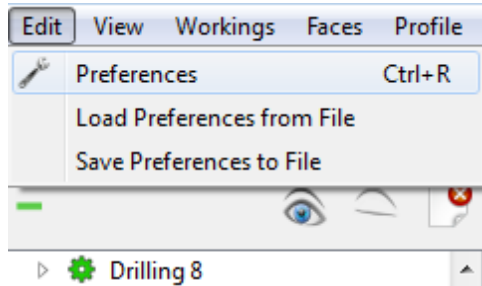 Edit View Workings Faces Profile
Preferences Ctrl+R
Load Preferences from File
Save Preferences to File
Drilling 8